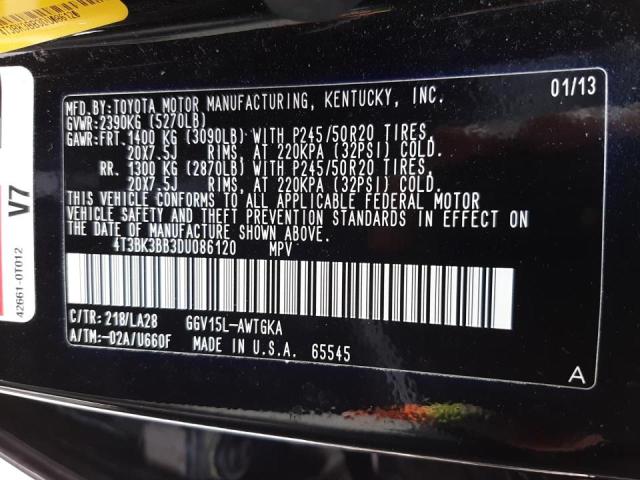 01/13
MFD.BY:TOYOTA MOTOR MANUFACTURING, KENTUCKY, INC.
GVWR:2390KG (5270LB)
GAWR:FRT.1400 KG (3090LB) WITH P245/50R20 TIRES,
20X7.5J RIMS, AT 220KPA (32PSI) COLD.
RR. 1300 KG (2870LB) WITH P245/50R20 TIRES,
20X7.5J RIMS, AT 220KPA (32PSI) COLD.
THIS VEHICLE CONFORMS TO ALL APPLICABLE FEDERAL MOTOR
VEHICLE SAFETY AND THEFT PREVENTION STANDARDS IN EFFECT ON
THE DATE OF MANUFACTURE SHOWN ABOVE.
4T3BK3BB3DU086120 MPV
C/TR:218/LA28 GGV15L-AWTGKA
A/TM:-02A/U660F MADE IN U.S.A. 65545
A
V7
42661-0T012